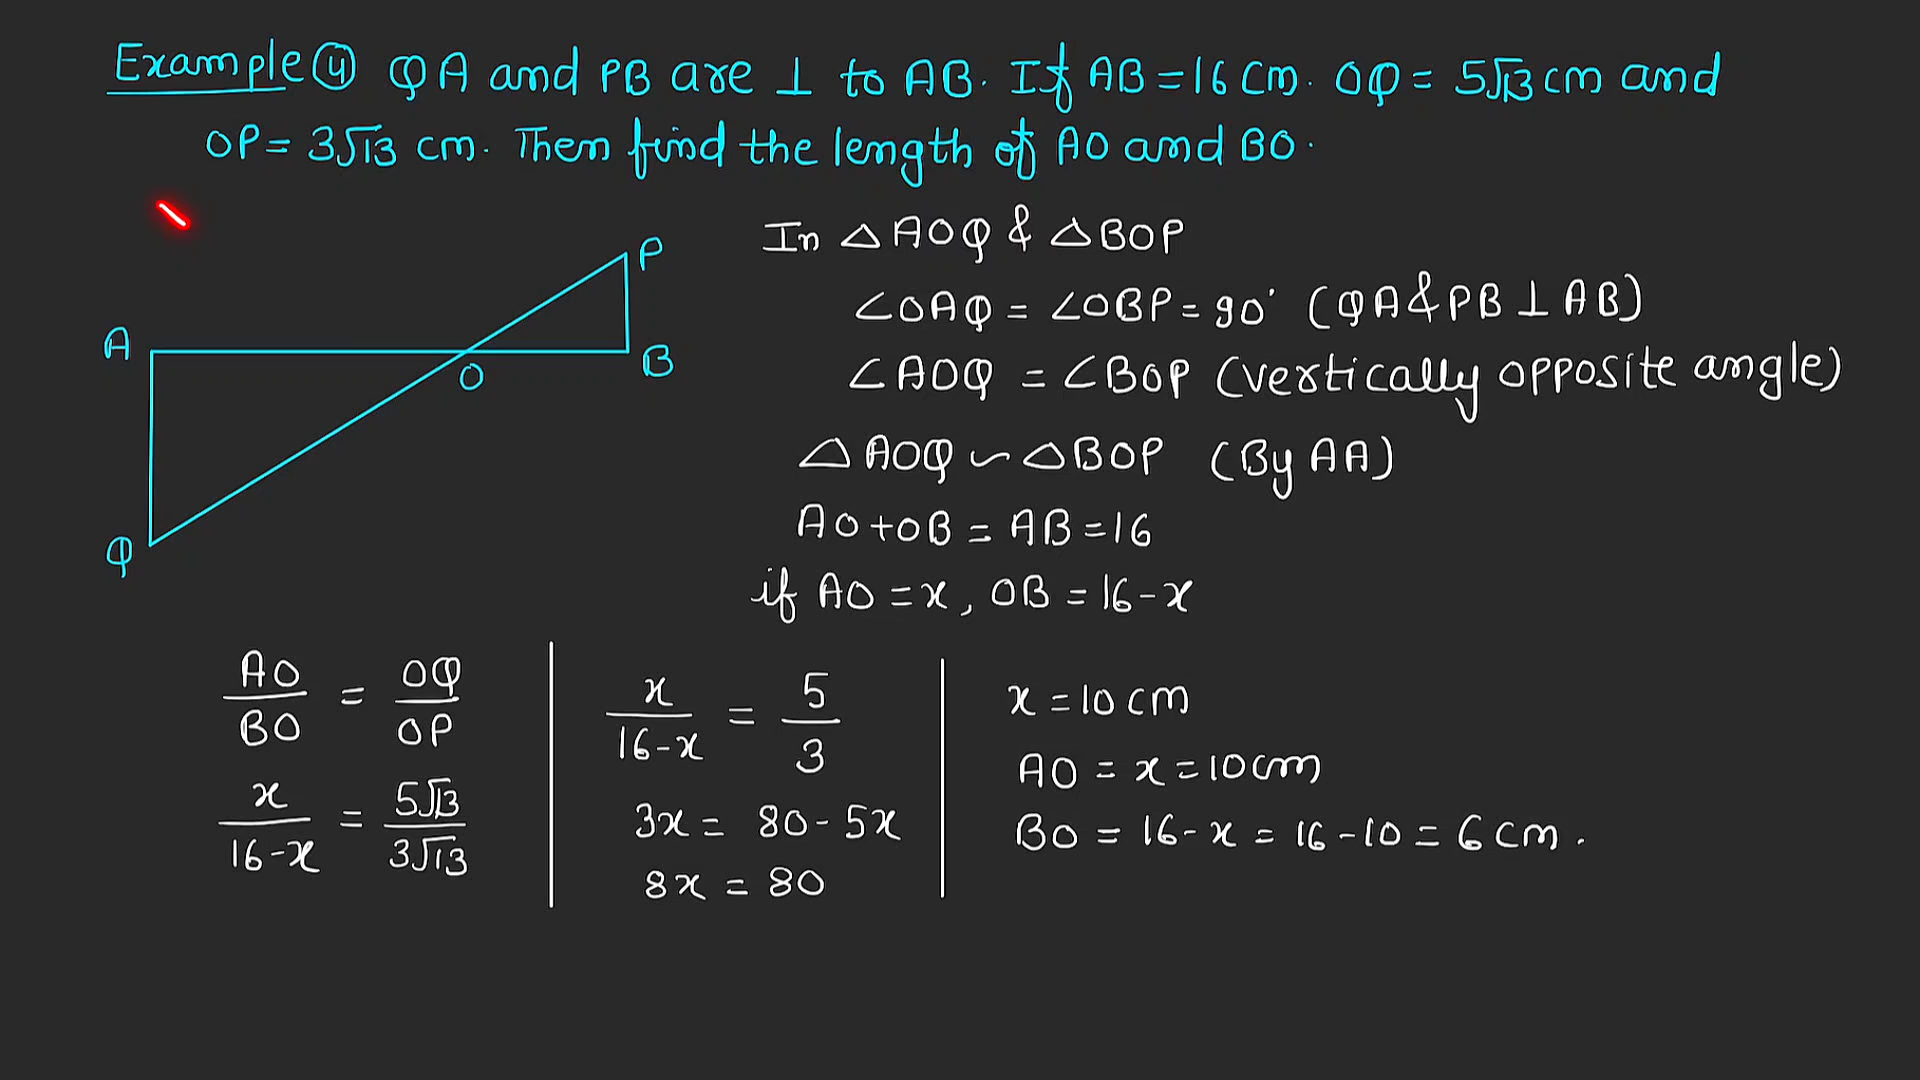 Example ④ QA and PB are ⊥ to AB. If AB = 16 cm. OQ = 5√13 cm and
OP = 3√13 cm. Then find the length of AO and BO.
P
A
O
B
Q
In △AOQ & △BOP
∠OAQ = ∠OBP = 90° (QA & PB ⊥ AB)
∠AOQ = ∠BOP (vertically opposite angle)
△AOQ ∽ △BOP (By AA)
AO + OB = AB = 16
if AO = x, OB = 16 - x
AO/BO = OQ/OP
x/(16-x) = 5√13/3√13
x/(16-x) = 5/3
3x = 80 - 5x
8x = 80
x = 10 cm
AO = x = 10 cm
BO = 16 - x = 16 - 10 = 6 cm.